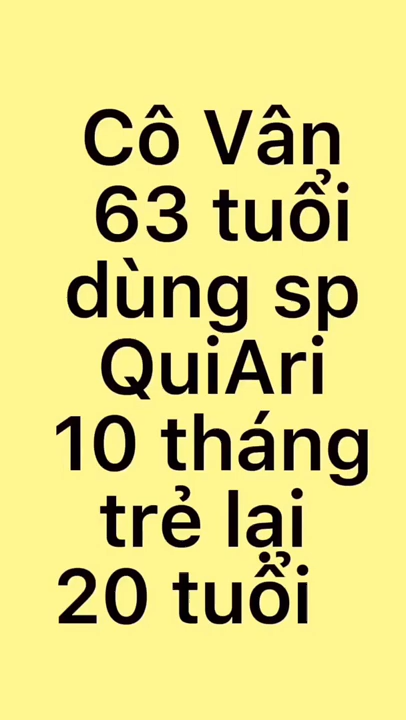 Cô Vân
63 tuổi
dùng sp
QuiAri
10 tháng
trẻ lại
20 tuổi